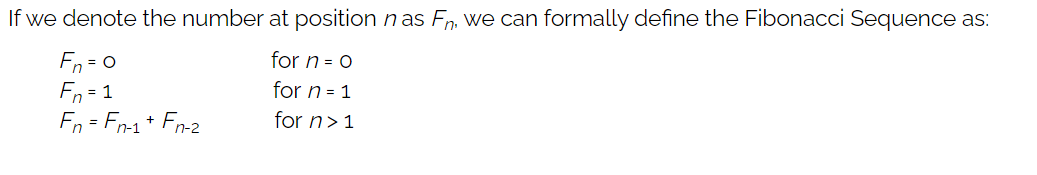 If we denote the number at position n as Fn, we can formally define the Fibonacci Sequence as:
Fn = 0 for n = 0
Fn = 1 for n = 1
Fn = Fn-1 + Fn-2 for n > 1